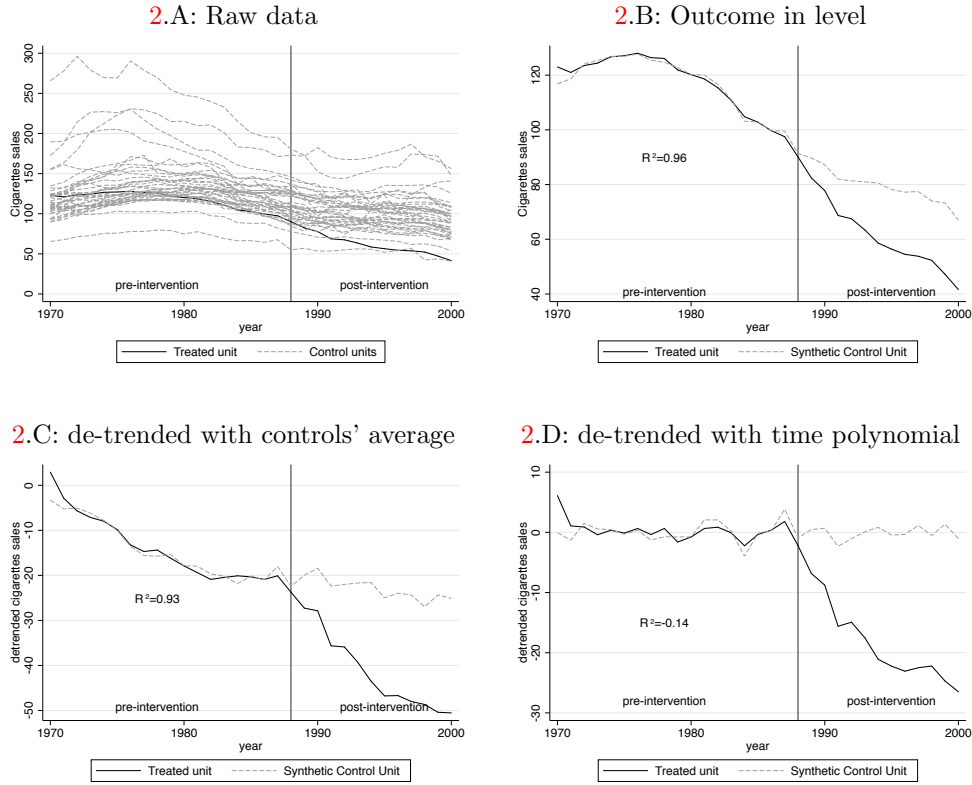 2.A: Raw data
Cigarettes sales
300
250
200
150
100
50
0
pre-intervention
post-intervention
1970
1980
1990
2000
year
Treated unit
Control units
2.B: Outcome in level
Cigarettes sales
120
100
80
60
40
R²=0.96
pre-intervention
post-intervention
1970
1980
1990
2000
year
Treated unit
Synthetic Control Unit
2.C: de-trended with controls' average
detrended cigarettes sales
0
-10
-20
-30
-40
-50
R²=0.93
pre-intervention
post-intervention
1970
1980
1990
2000
year
Treated unit
Synthetic Control Unit
2.D: de-trended with time polynomial
detrended cigarettes sales
10
0
-10
-20
-30
R²=-0.14
pre-intervention
post-intervention
1970
1980
1990
2000
year
Treated unit
Synthetic Control Unit